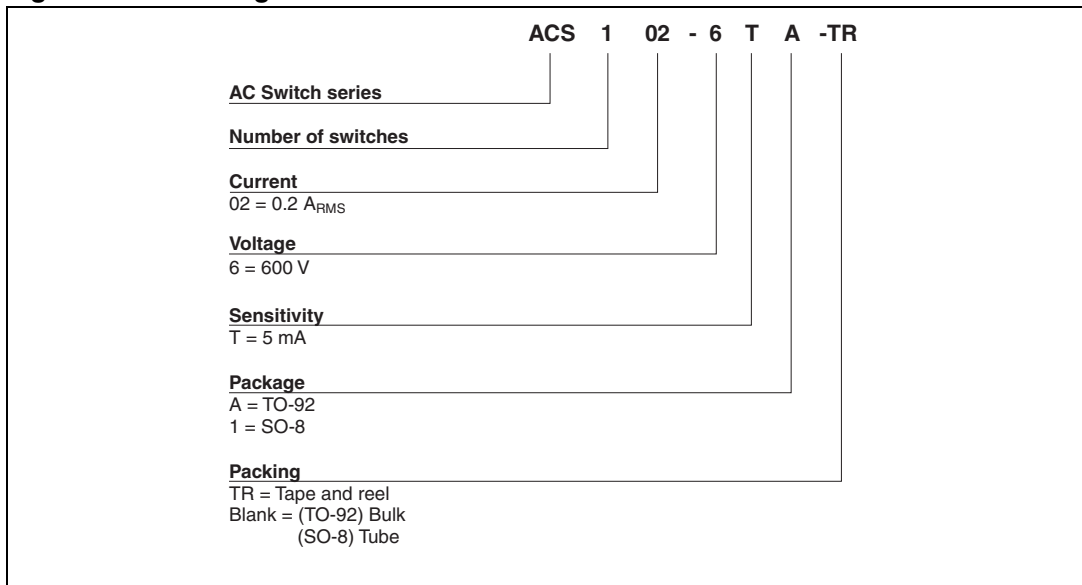 ACS 1 02 - 6 T A -TR
AC Switch series
Number of switches
Current
02 = 0.2 ARMS
Voltage
6 = 600 V
Sensitivity
T = 5 mA
Package
A = TO-92
1 = SO-8
Packing
TR = Tape and reel
Blank = (TO-92) Bulk
(SO-8) Tube